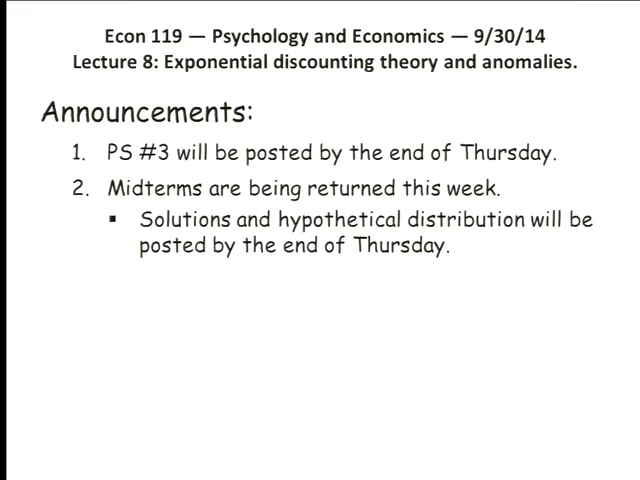 Econ 119 — Psychology and Economics — 9/30/14
Lecture 8: Exponential discounting theory and anomalies.
Announcements:
1. PS #3 will be posted by the end of Thursday.
2. Midterms are being returned this week.
▪ Solutions and hypothetical distribution will be
posted by the end of Thursday.